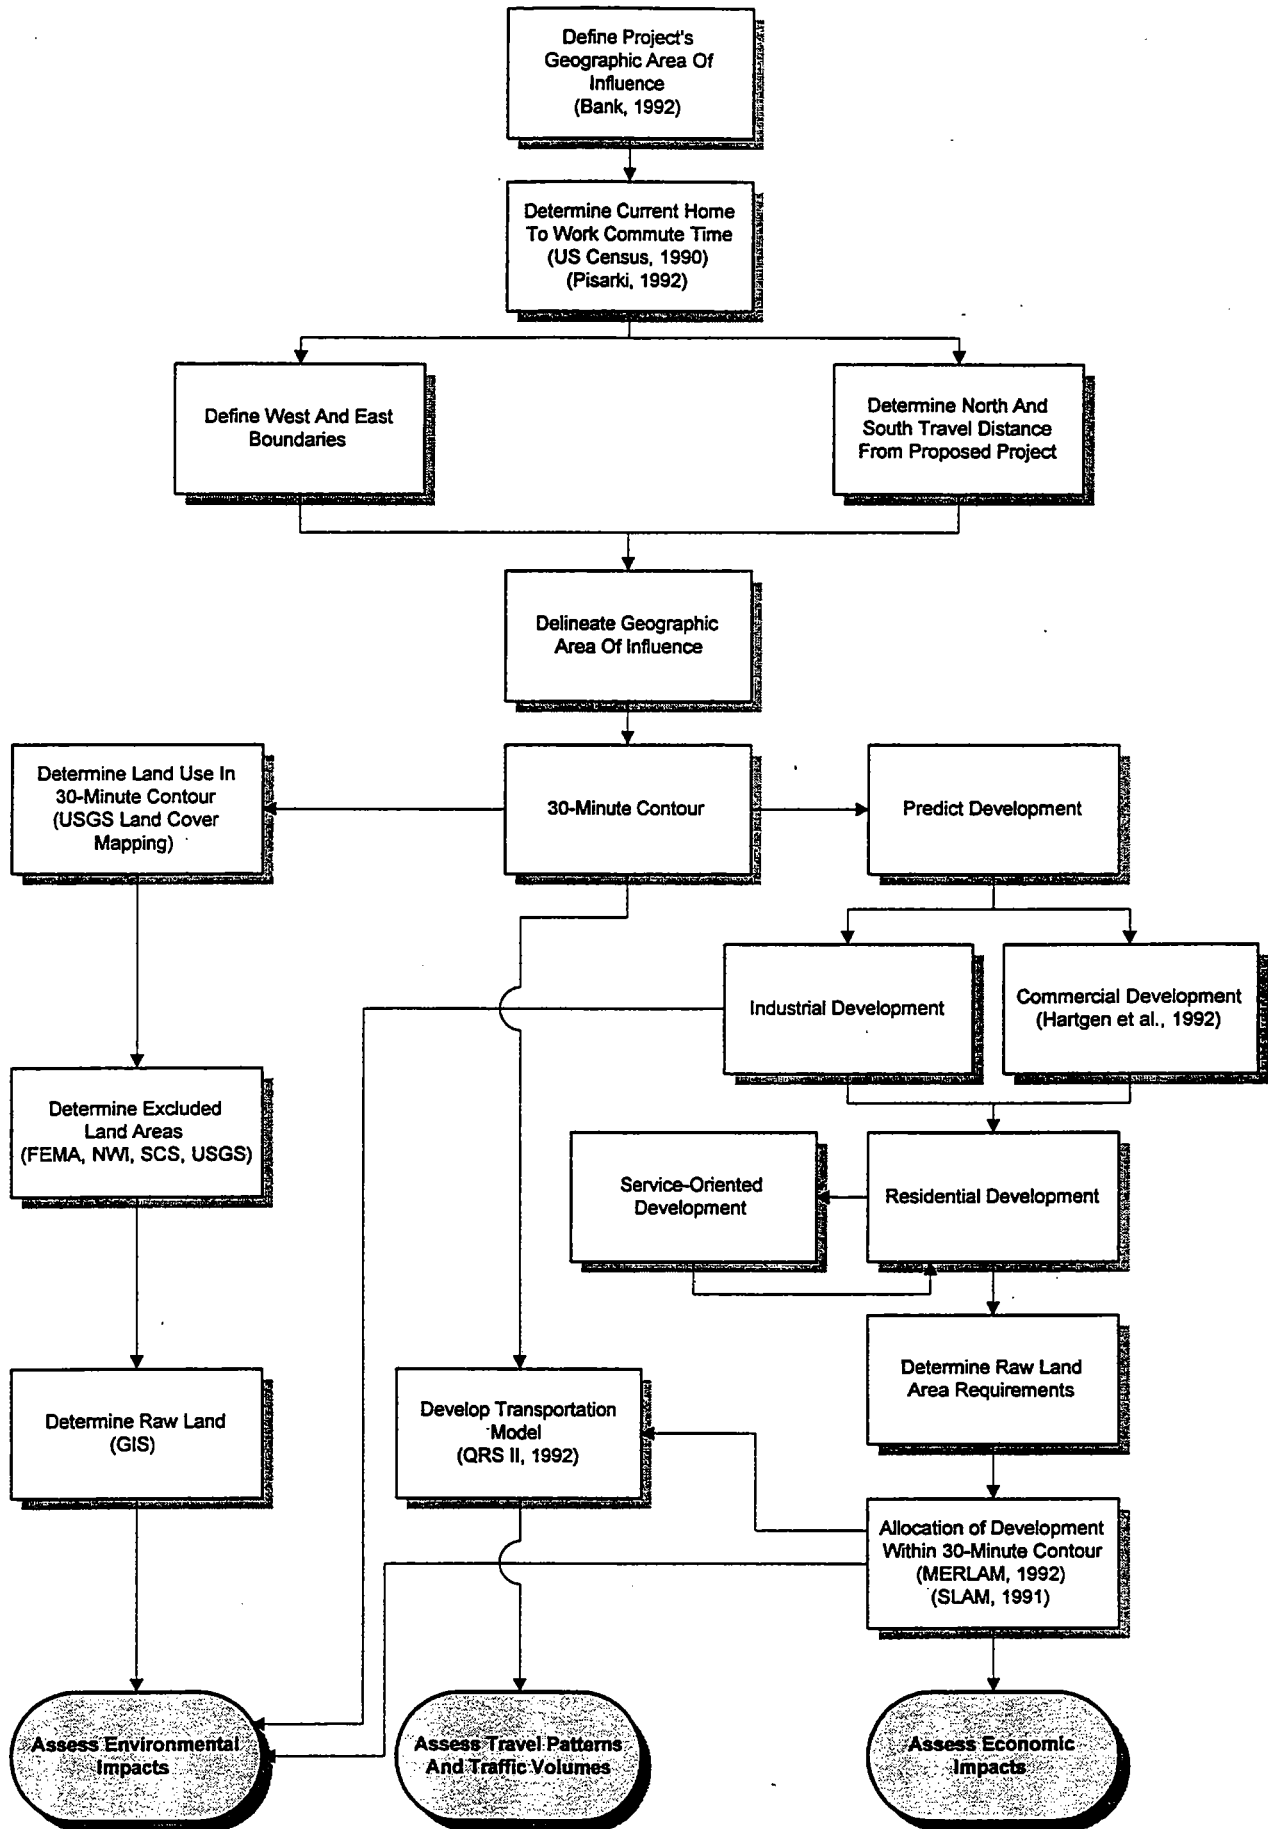 Define Project's
Geographic Area Of
Influence
(Bank, 1992)
Determine Current Home
To Work Commute Time
(US Census, 1990)
(Pisarki, 1992)
Define West And East
Boundaries
Determine North And
South Travel Distance
From Proposed Project
Delineate Geographic
Area Of Influence
Determine Land Use In
30-Minute Contour
(USGS Land Cover
Mapping)
30-Minute Contour
Predict Development
Industrial Development
Commercial Development
(Hartgen et al., 1992)
Determine Excluded
Land Areas
(FEMA, NWI, SCS, USGS)
Service-Oriented
Development
Residential Development
Determine Raw Land
Area Requirements
Determine Raw Land
(GIS)
Develop Transportation
Model
(QRS II, 1992)
Allocation of Development
Within 30-Minute Contour
(MERLAM, 1992)
(SLAM, 1991)
Assess Environmental
Impacts
Assess Travel Patterns
And Traffic Volumes
Assess Economic
Impacts